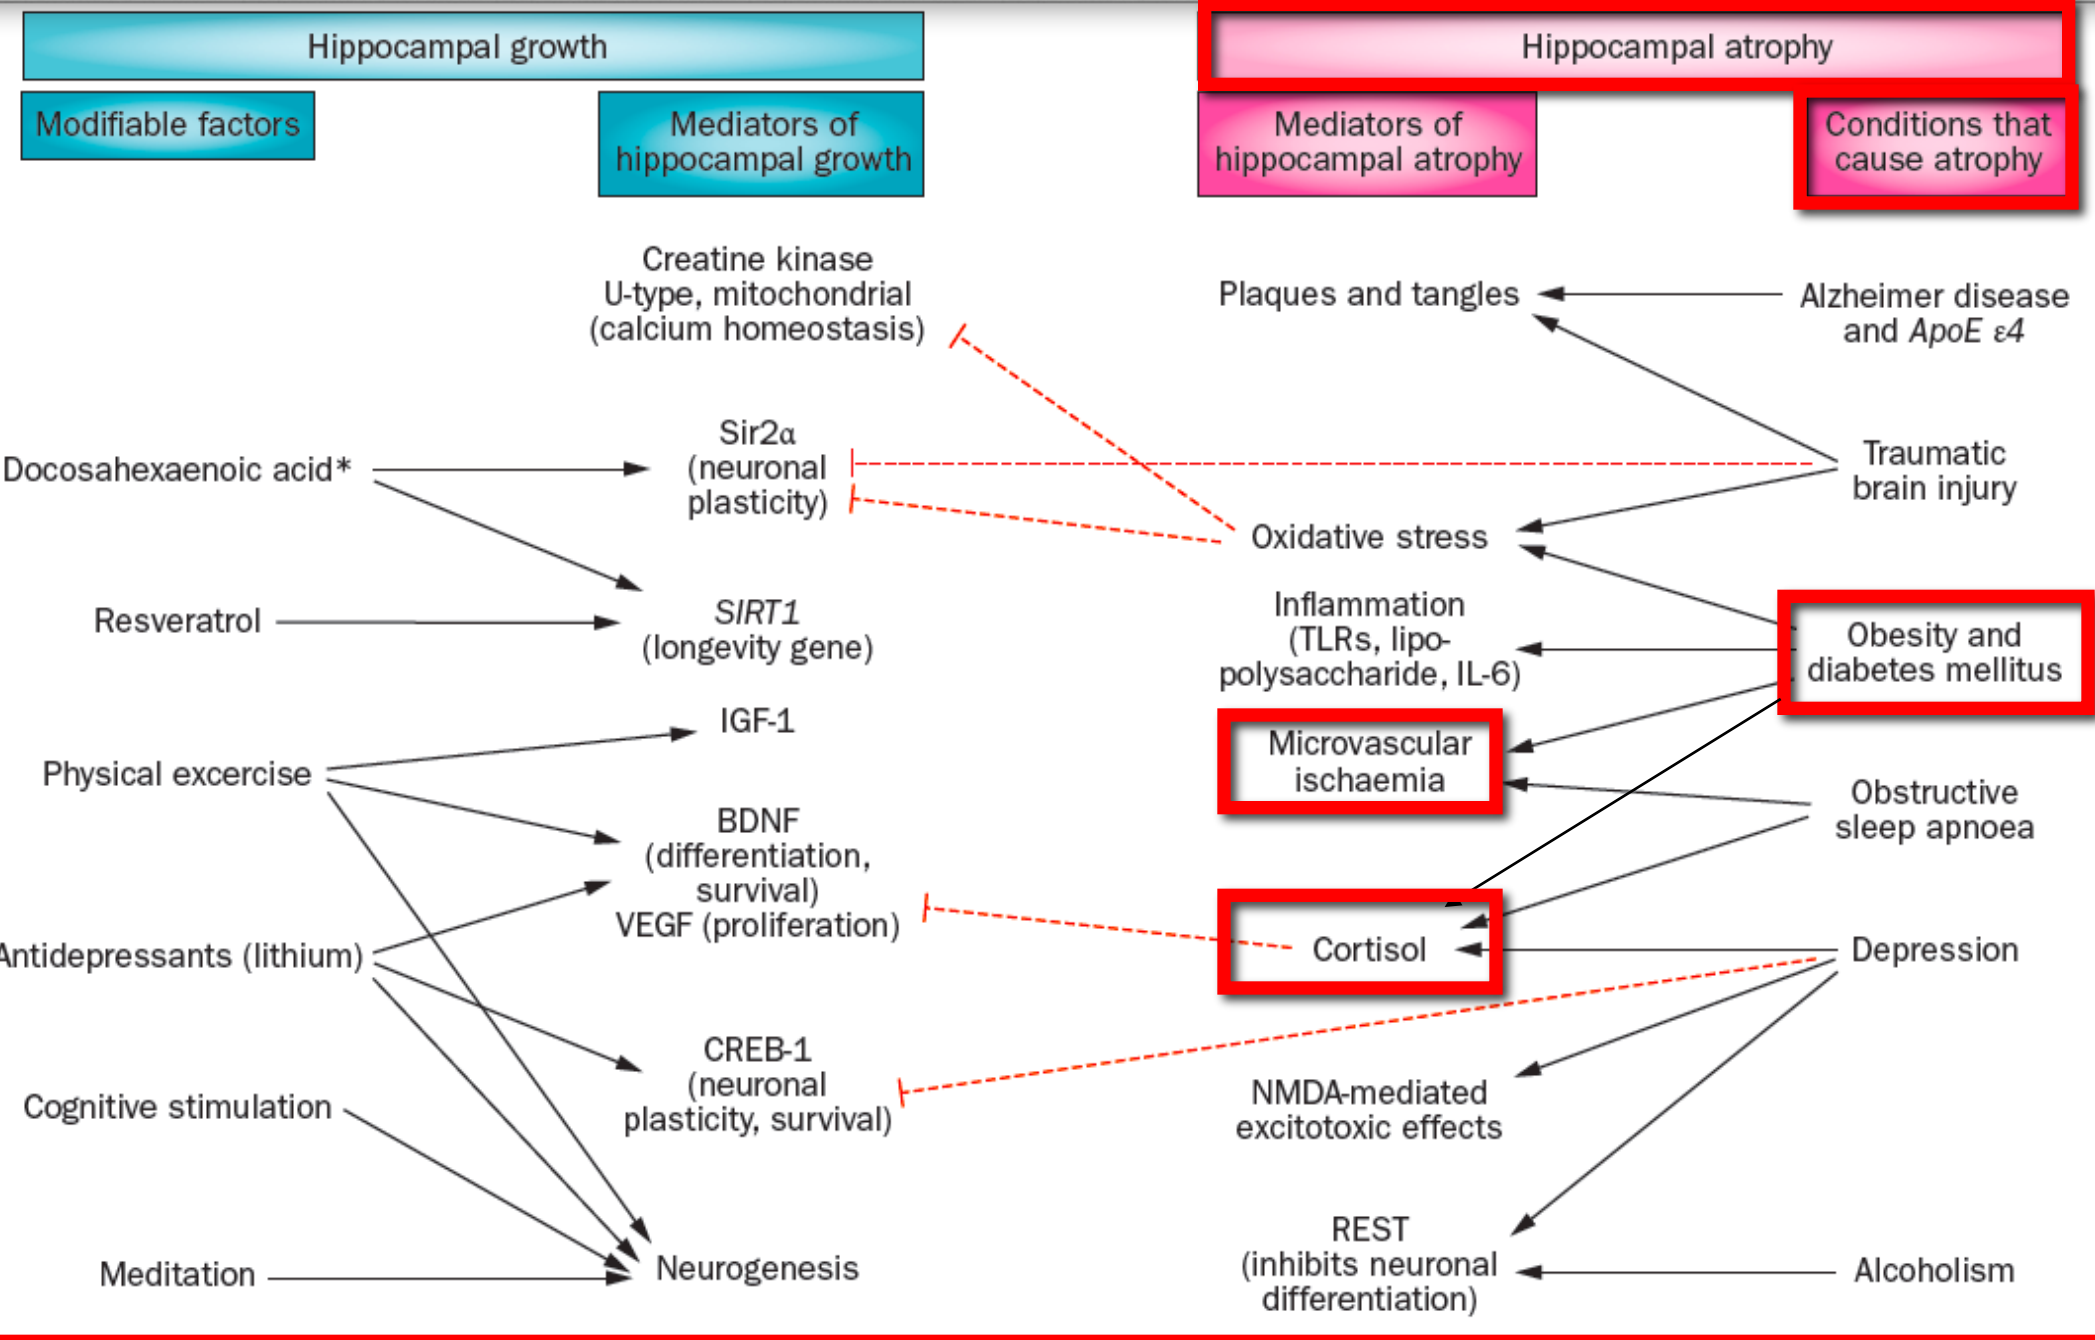 Hippocampal growth
Hippocampal atrophy
Modifiable factors
Mediators of
hippocampal growth
Mediators of
hippocampal atrophy
Conditions that
cause atrophy
Creatine kinase
U-type, mitochondrial
(calcium homeostasis)
Plaques and tangles
Alzheimer disease
and ApoE ε4
Docosahexaenoic acid*
Sir2α
(neuronal
plasticity)
Traumatic
brain injury
Oxidative stress
Resveratrol
SIRT1
(longevity gene)
Inflammation
(TLRs, lipo-
polysaccharide, IL-6)
Obesity and
diabetes mellitus
Physical excercise
IGF-1
Microvascular
ischaemia
Obstructive
sleep apnoea
BDNF
(differentiation,
survival)
VEGF (proliferation)
Antidepressants (lithium)
Cortisol
Depression
Cognitive stimulation
CREB-1
(neuronal
plasticity, survival)
NMDA-mediated
excitotoxic effects
Meditation
Neurogenesis
REST
(inhibits neuronal
differentiation)
Alcoholism